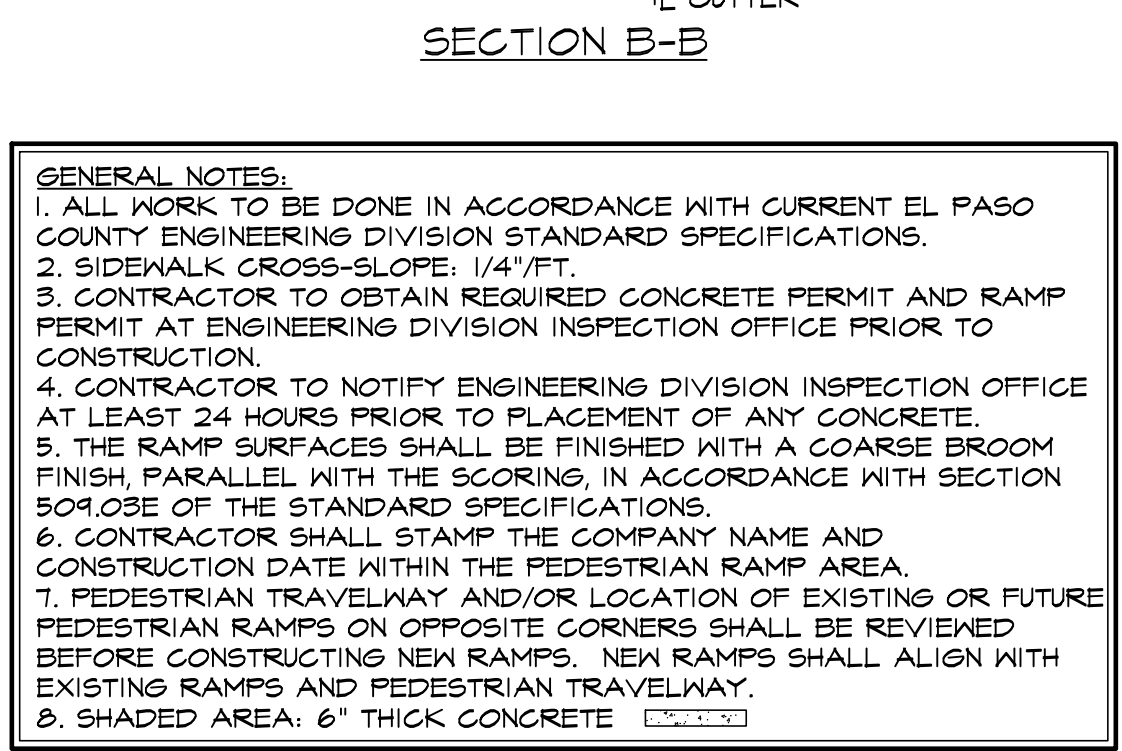 GUTTER
SECTION B-B
GENERAL NOTES:
1. ALL WORK TO BE DONE IN ACCORDANCE WITH CURRENT EL PASO
COUNTY ENGINEERING DIVISION STANDARD SPECIFICATIONS.
2. SIDEWALK CROSS-SLOPE: 1/4"/FT.
3. CONTRACTOR TO OBTAIN REQUIRED CONCRETE PERMIT AND RAMP
PERMIT AT ENGINEERING DIVISION INSPECTION OFFICE PRIOR TO
CONSTRUCTION.
4. CONTRACTOR TO NOTIFY ENGINEERING DIVISION INSPECTION OFFICE
AT LEAST 24 HOURS PRIOR TO PLACEMENT OF ANY CONCRETE.
5. THE RAMP SURFACES SHALL BE FINISHED WITH A COARSE BROOM
FINISH, PARALLEL WITH THE SCORING, IN ACCORDANCE WITH SECTION
509.03E OF THE STANDARD SPECIFICATIONS.
6. CONTRACTOR SHALL STAMP THE COMPANY NAME AND
CONSTRUCTION DATE WITHIN THE PEDESTRIAN RAMP AREA.
7. PEDESTRIAN TRAVELWAY AND/OR LOCATION OF EXISTING OR FUTURE
PEDESTRIAN RAMPS ON OPPOSITE CORNERS SHALL BE REVIEWED
BEFORE CONSTRUCTING NEW RAMPS.  NEW RAMPS SHALL ALIGN WITH
EXISTING RAMPS AND PEDESTRIAN TRAVELWAY.
8. SHADED AREA: 6" THICK CONCRETE